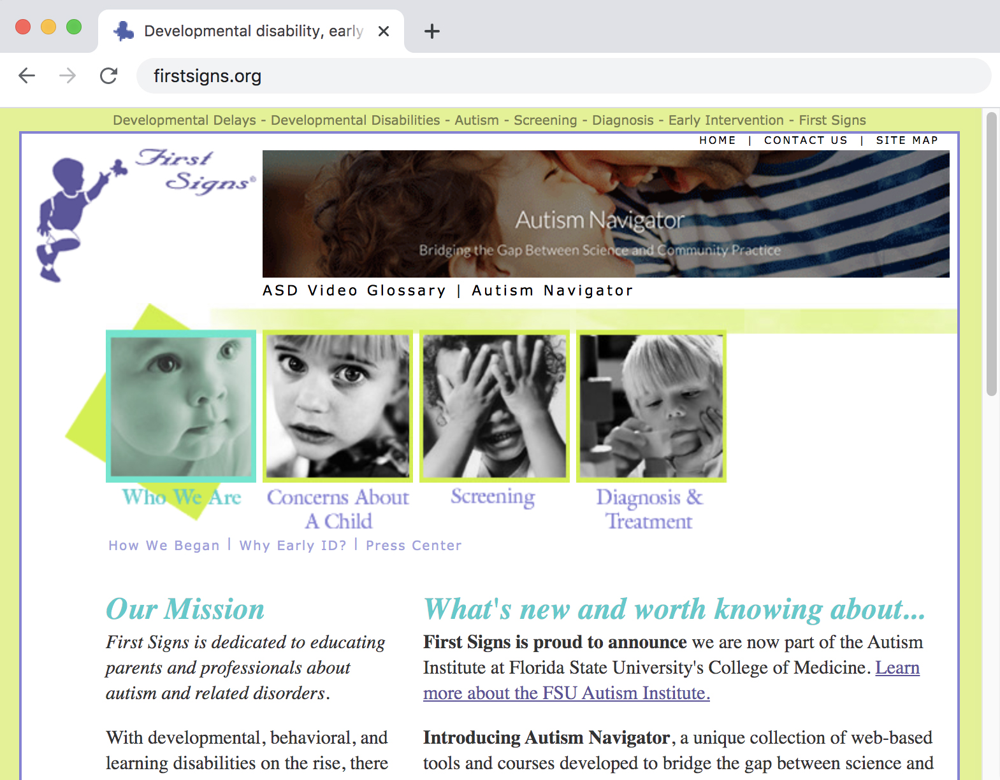 Developmental disability, early
firstsigns.org
Developmental Delays - Developmental Disabilities - Autism - Screening - Diagnosis - Early Intervention - First Signs
HOME | CONTACT US | SITE MAP
First
Signs®
Autism Navigator
Bridging the Gap Between Science and Community Practice
ASD Video Glossary | Autism Navigator
Who We Are
Concerns About
A Child
Screening
Diagnosis &
Treatment
How We Began | Why Early ID? | Press Center
Our Mission
First Signs is dedicated to educating
parents and professionals about
autism and related disorders.
With developmental, behavioral, and
learning disabilities on the rise, there
What's new and worth knowing about...
First Signs is proud to announce we are now part of the Autism
Institute at Florida State University's College of Medicine. Learn
more about the FSU Autism Institute.
Introducing Autism Navigator, a unique collection of web-based
tools and courses developed to bridge the gap between science and